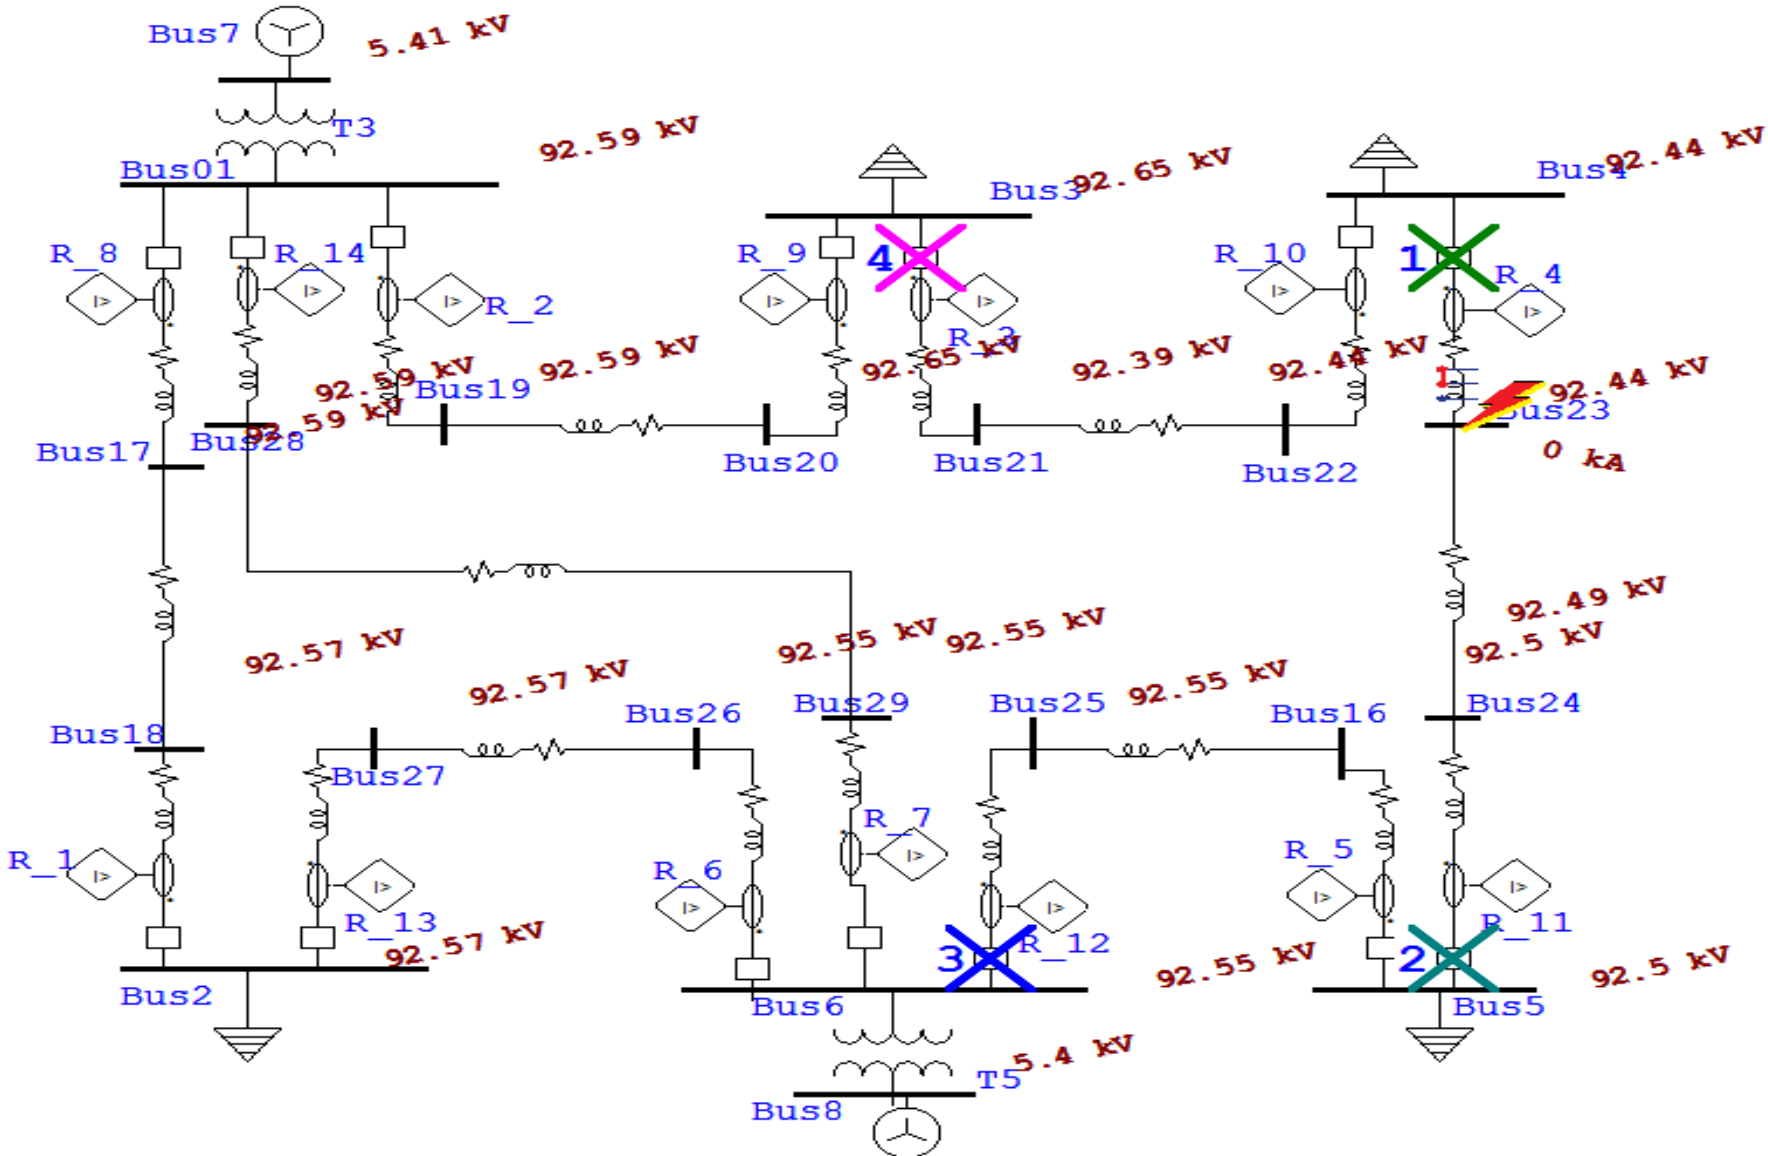 Bus7
5.41 kV
T3
92.59 kV
Bus01
Bus3
92.65 kV
Bus4
92.44 kV
R_8
R_14
R_2
R_9
4
R_3
R_10
1
R_4
I>
I>
I>
I>
I>
I>
I>
92.59 kV
92.59 kV
Bus19
92.59 kV
92.65 kV
92.39 kV
92.44 kV
1
92.44 kV
Bus23
0 kA
Bus17
Bus28
Bus20
Bus21
Bus22
92.57 kV
92.57 kV
92.55 kV
92.55 kV
92.55 kV
92.49 kV
92.5 kV
Bus18
Bus27
Bus26
Bus29
Bus25
Bus16
Bus24
R_1
I>
I>
R_13
R_6
I>
R_7
I>
I>
R_12
R_5
I>
I>
R_11
3
2
92.57 kV
92.55 kV
92.5 kV
Bus2
Bus6
Bus5
T5
5.4 kV
Bus8